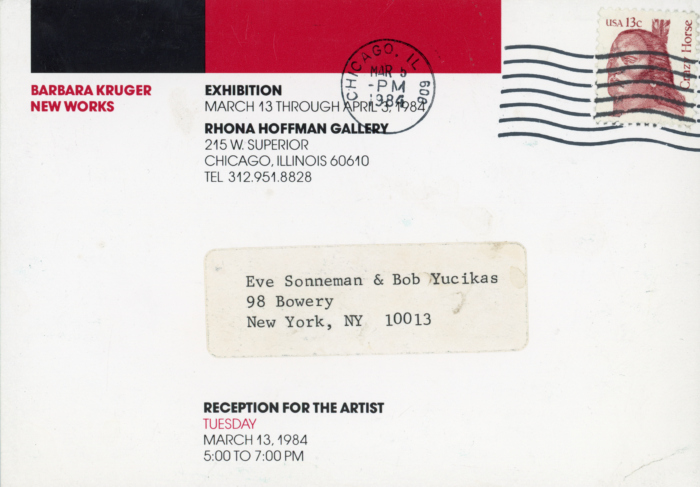 USA 13c
Crazy Horse
CHICAGO, IL
MAR 5
-PM
1984
609
BARBARA KRUGER
NEW WORKS
EXHIBITION
MARCH 13 THROUGH APRIL 3, 1984
RHONA HOFFMAN GALLERY
215 W. SUPERIOR
CHICAGO, ILLINOIS 60610
TEL 312.951.8828
Eve Sonneman & Bob Yucikas
98 Bowery
New York, NY 10013
RECEPTION FOR THE ARTIST
TUESDAY
MARCH 13, 1984
5:00 TO 7:00 PM